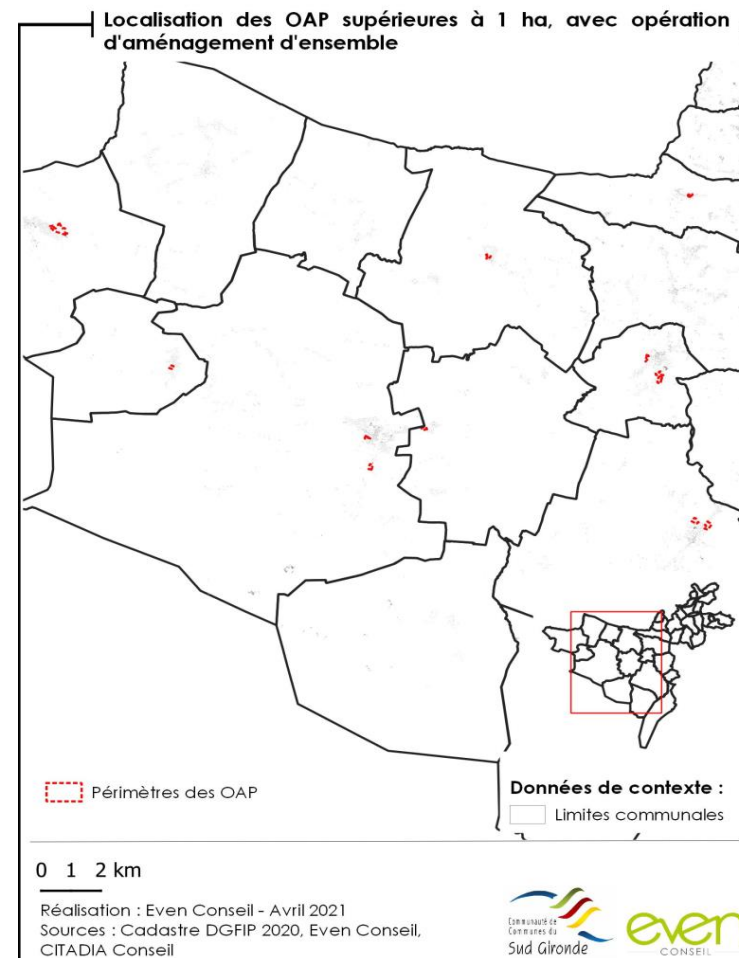 Localisation des OAP supérieures à 1 ha, avec opération
d'aménagement d'ensemble
Périmètres des OAP
Données de contexte :
Limites communales
0 1 2 km
Réalisation : Even Conseil - Avril 2021
Sources : Cadastre DGFIP 2020, Even Conseil,
CITADIA Conseil
Communauté de
Communes du
Sud Gironde
even
CONSEIL